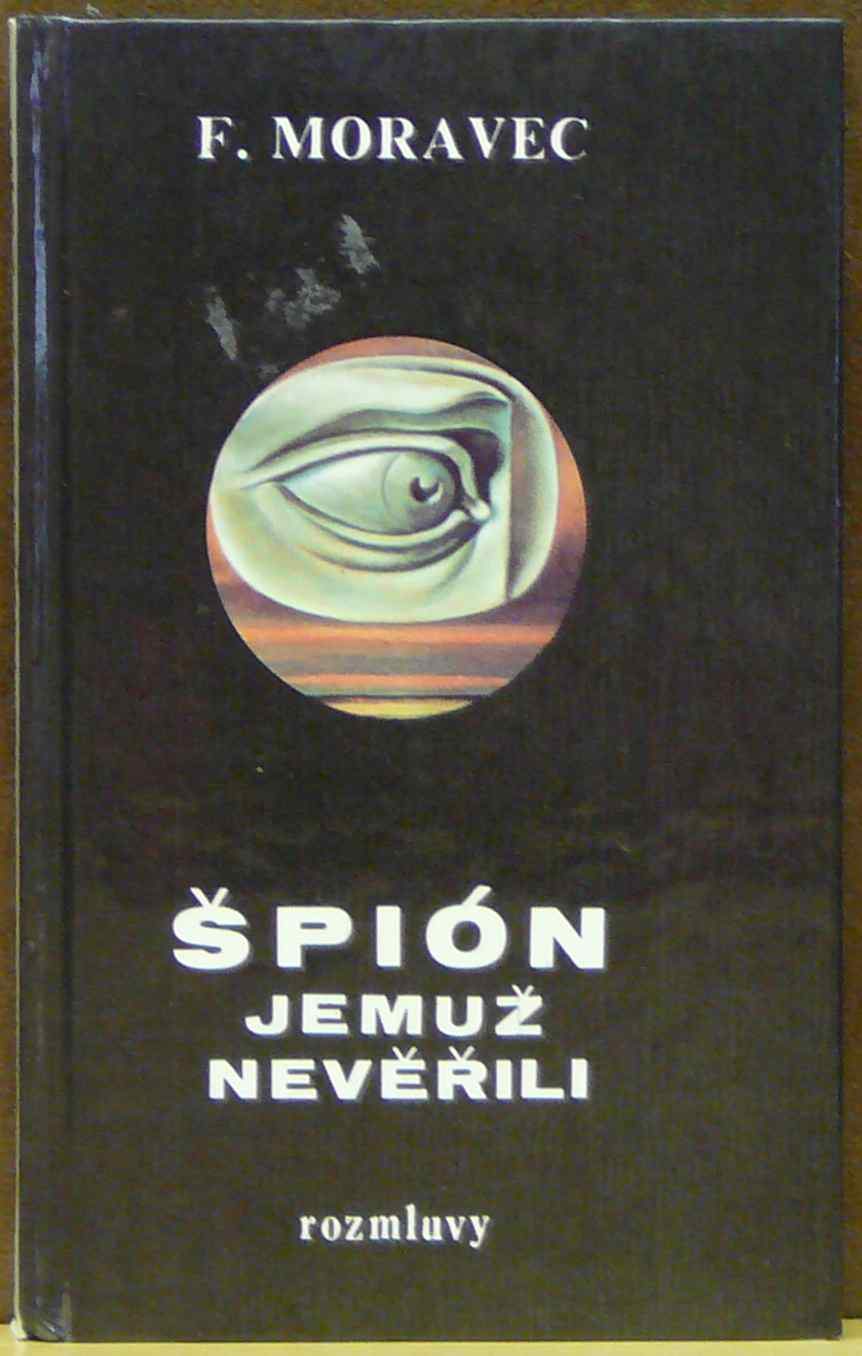 F. MORAVEC
ŠPIÓN
JEMUŽ
NEVĚŘILI
rozmluvy